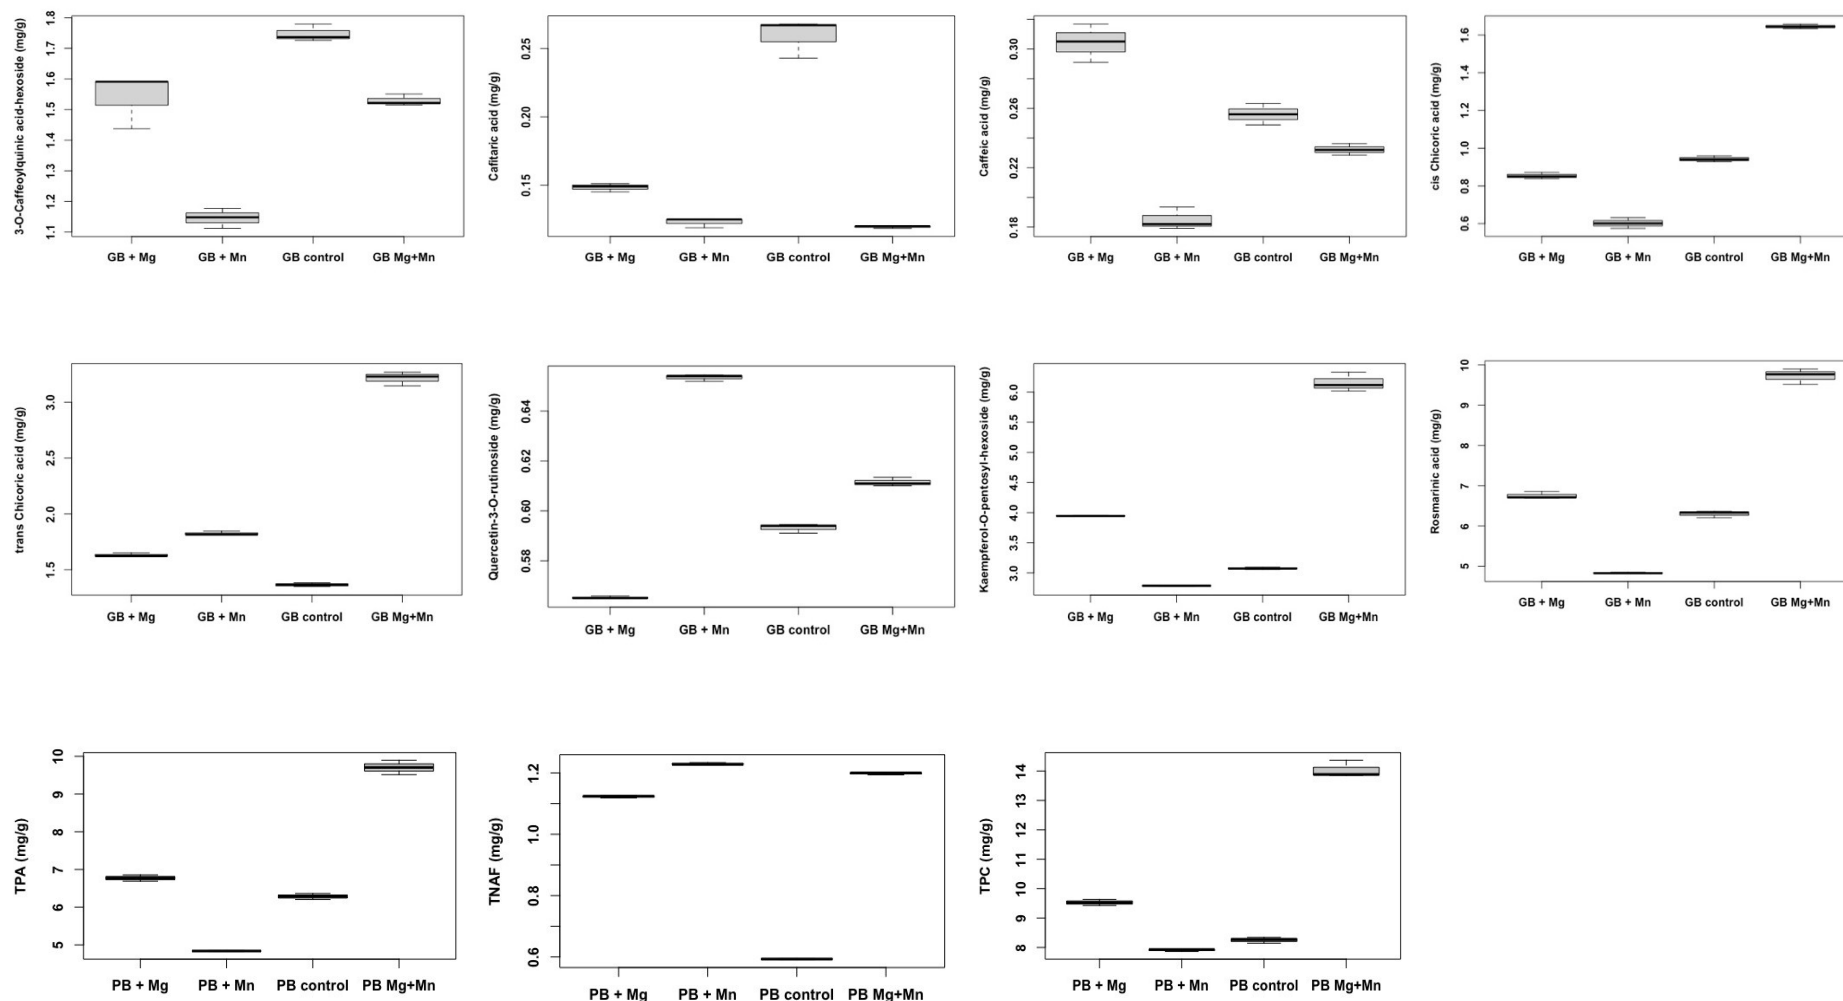 3-O-Caffeoylquinic acid-hexoside (mg/g)
1.8
1.7
1.6
1.5
1.4
1.3
1.2
1.1
GB + Mg GB + Mn GB control GB Mg+Mn
Cafitaric acid (mg/g)
0.25
0.20
0.15
GB + Mg GB + Mn GB control GB Mg+Mn
Caffeic acid (mg/g)
0.30
0.26
0.22
0.18
GB + Mg GB + Mn GB control GB Mg+Mn
cis Chicoric acid (mg/g)
1.6
1.4
1.2
1.0
0.8
0.6
GB + Mg GB + Mn GB control GB Mg+Mn
trans Chicoric acid (mg/g)
3.0
2.5
2.0
1.5
GB + Mg GB + Mn GB control GB Mg+Mn
Quercetin-3-O-rutinoside (mg/g)
0.64
0.62
0.60
0.58
GB + Mg GB + Mn GB control GB Mg+Mn
Kaempferol-O-pentosyl-hexoside (mg/g)
6.0
5.5
5.0
4.5
4.0
3.5
3.0
GB + Mg GB + Mn GB control GB Mg+Mn
Rosmarinic acid (mg/g)
10
9
8
7
6
5
GB + Mg GB + Mn GB control GB Mg+Mn
TPA (mg/g)
10
9
8
7
6
5
PB + Mg PB + Mn PB control PB Mg+Mn
TNAF (mg/g)
1.2
1.0
0.8
0.6
PB + Mg PB + Mn PB control PB Mg+Mn
TPC (mg/g)
14
13
12
11
10
9
8
PB + Mg PB + Mn PB control PB Mg+Mn